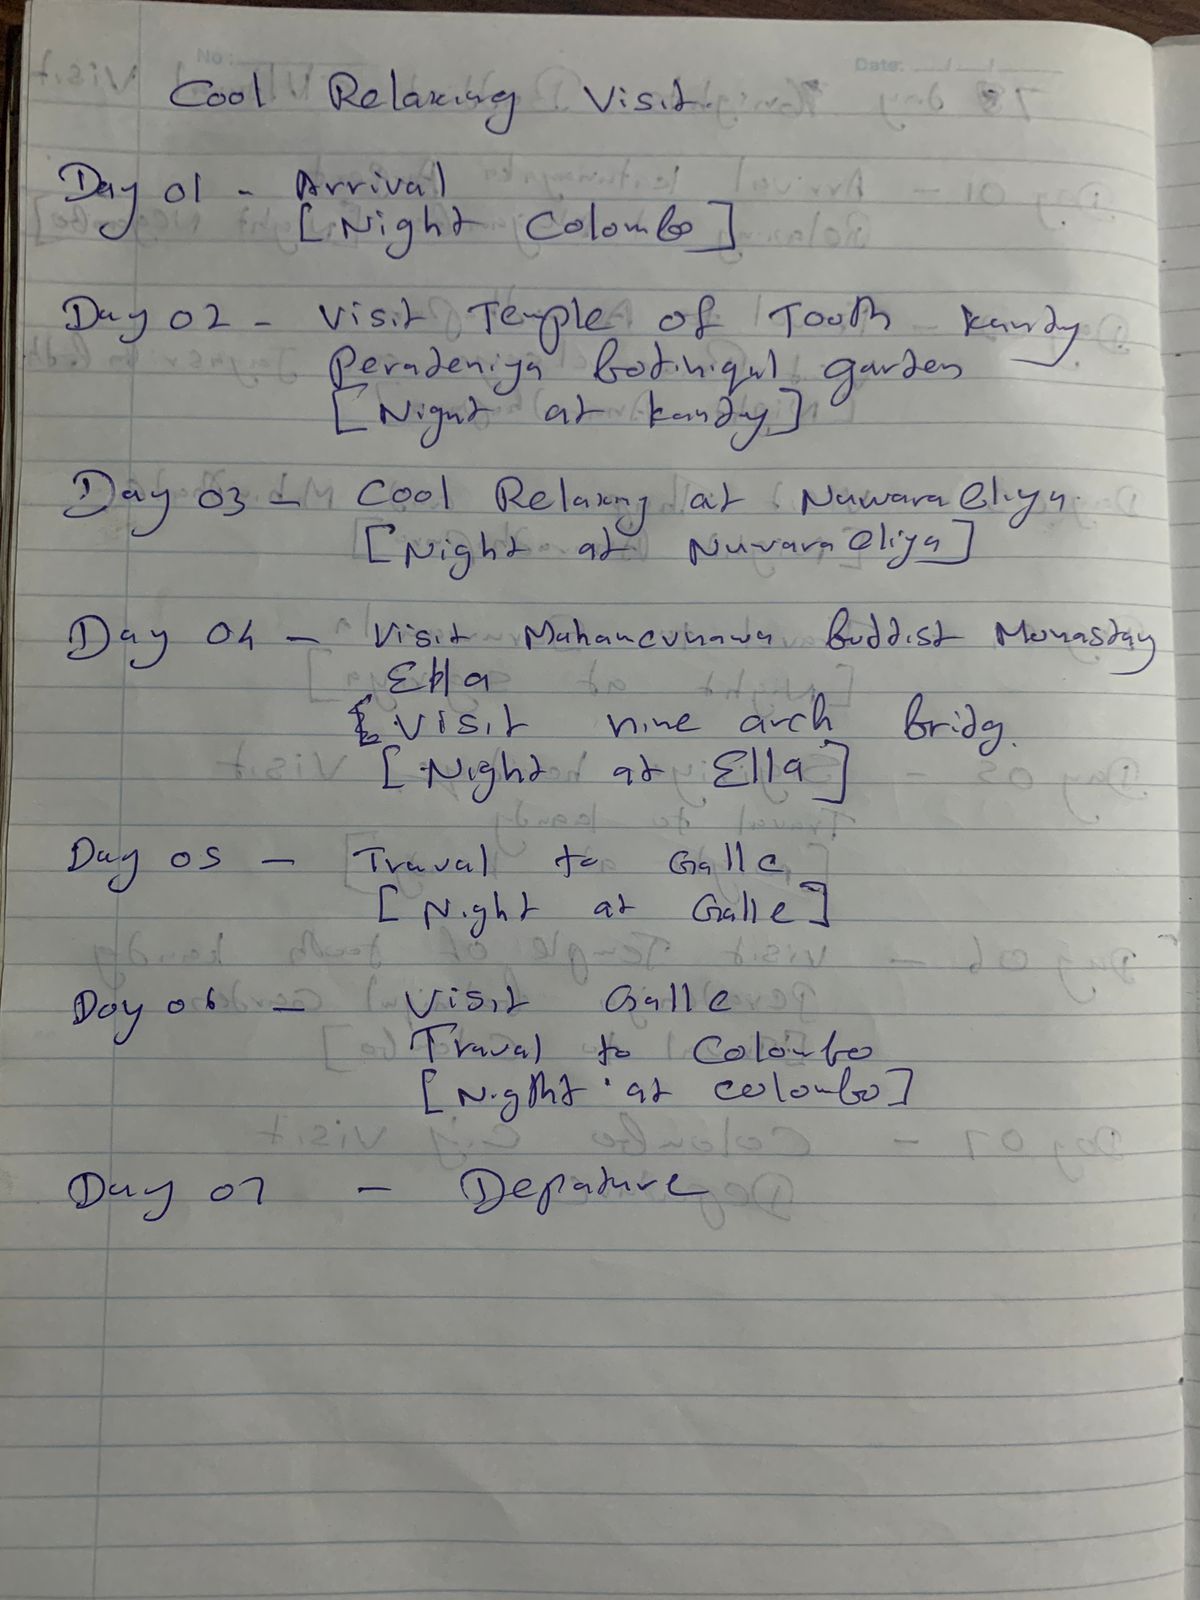 No:
Date:
Cool Relaxing Visit.
Day 01 - Arrival
[Night Colombo]
Day 02 - Visit Temple of Tooth kandy
Peradeniya botiniqul garden
[Night at kandy]
Day 03 - Cool Relaxing at Nuwara Eliya.
[Night at Nuwara Eliya]
Day 04 - Visit Mahamevnawa Buddist Monastay
Ella
Visit nine arch bridg.
[Night at Ella]
Day 05 - Traval to Galle
[Night at Galle]
Day 06 - Visit Galle
Traval to Colombo
[Nigtht at colombo]
Day 07 - Depature